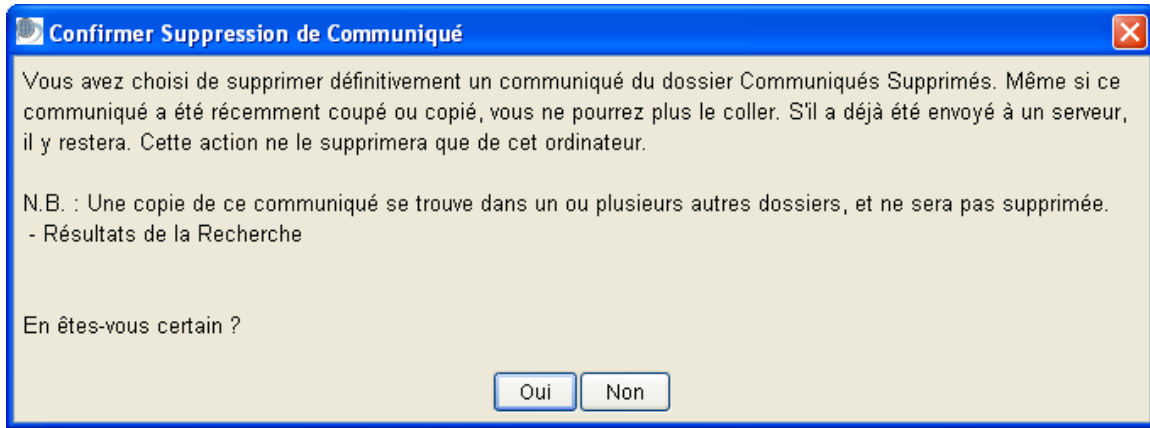 Confirmer Suppression de Communiqué
Vous avez choisi de supprimer définitivement un communiqué du dossier Communiqués Supprimés. Même si ce
communiqué a été récemment coupé ou copié, vous ne pourrez plus le coller. S'il a déjà été envoyé à un serveur,
il y restera. Cette action ne le supprimera que de cet ordinateur.
N.B. : Une copie de ce communiqué se trouve dans un ou plusieurs autres dossiers, et ne sera pas supprimée.
- Résultats de la Recherche
En êtes-vous certain ?
Oui Non